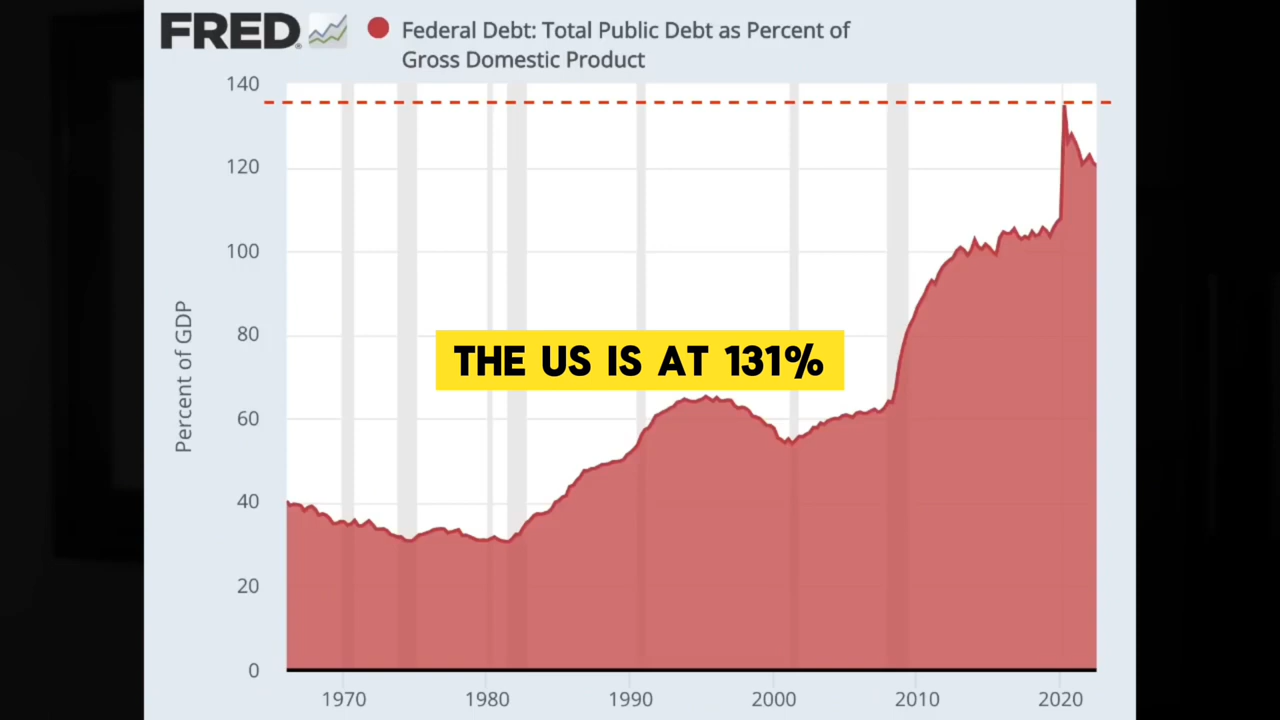 FRED
Federal Debt: Total Public Debt as Percent of
Gross Domestic Product
140
120
100
80
60
40
20
0
Percent of GDP
THE US IS AT 131%
1970 1980 1990 2000 2010 2020